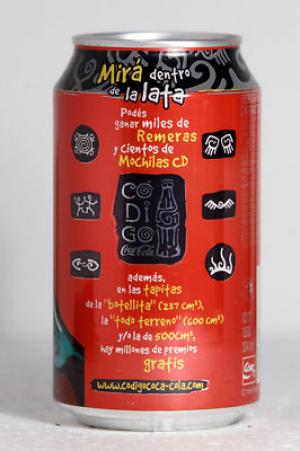 Mirá dentro
de la lata
Podés
ganar miles de
Remeras
y Cientos de
Mochilas CD
CO
DI
GO
Coca-Cola
además,
en las tapitas
de la "botellita" (237 cm³),
la "todo terreno" (600 cm³)
y/o la de 500cm³,
hay millones de premios
gratis
www.codigococa-cola.com